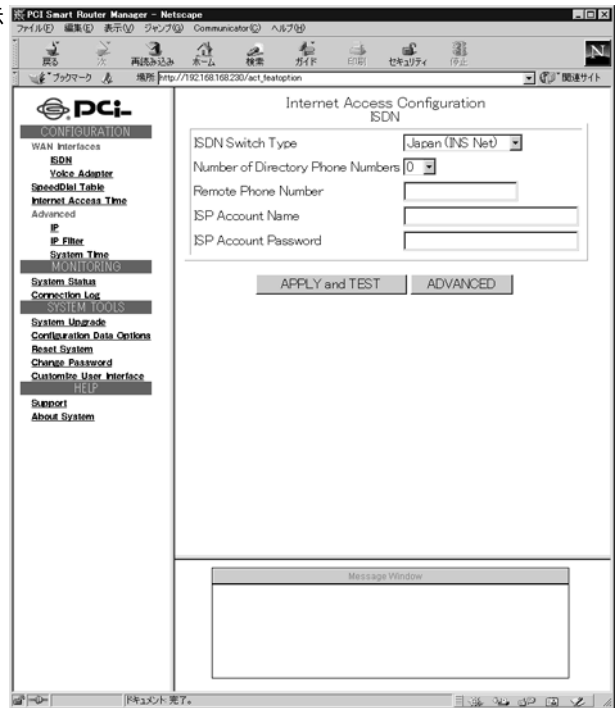 示
PCI Smart Router Manager - Netscape
ファイル(F) 編集(E) 表示(V) ジャンプ(G) Communicator(C) ヘルプ(H)
戻る 次 再読み込み ホーム 検索 ガイド 印刷 セキュリティ 停止 N
ブックマーク 場所 http://192.168.168.230/act_featoption 関連サイト
PCi
CONFIGURATION
WAN Interfaces
ISDN
Voice Adapter
SpeedDial Table
Internet Access Time
Advanced
IP
IP Filter
System Time
MONITORING
System Status
Connection Log
SYSTEM TOOLS
System Upgrade
Configuration Data Options
Reset System
Change Password
Customize User Interface
HELP
Support
About System
Internet Access Configuration
ISDN
ISDN Switch Type Japan (INS Net)
Number of Directory Phone Numbers 0
Remote Phone Number
ISP Account Name
ISP Account Password
APPLY and TEST ADVANCED
Message Window
ドキュメント完了。